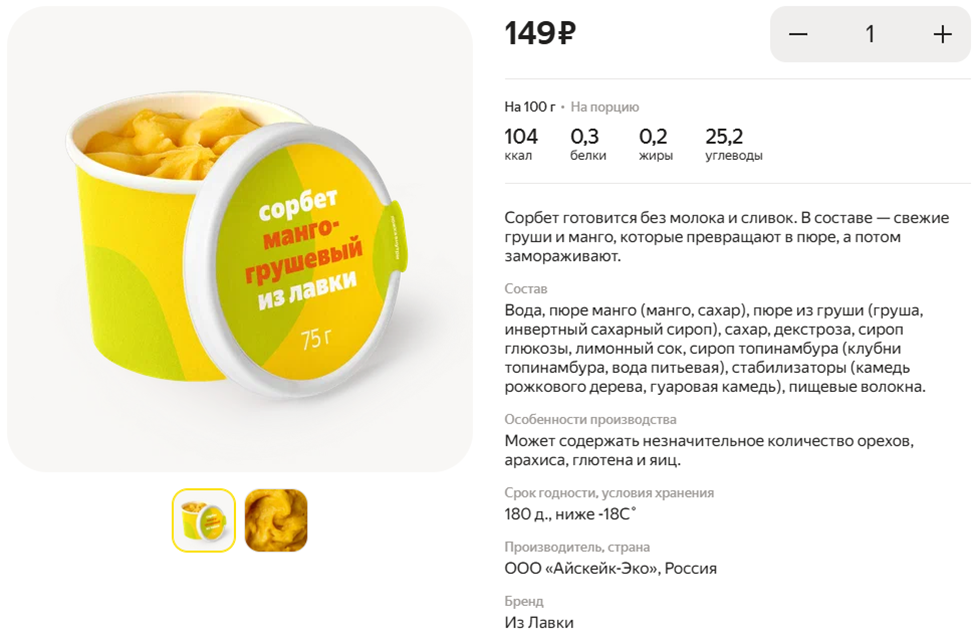 149₽
— 1 +
На 100 г • На порцию
104 0,3 0,2 25,2
ккал белки жиры углеводы
сорбет
манго-
грушевый
из лавки
75 г
Сорбет готовится без молока и сливок. В составе — свежие
груши и манго, которые превращают в пюре, а потом
замораживают.
Состав
Вода, пюре манго (манго, сахар), пюре из груши (груша,
инвертный сахарный сироп), сахар, декстроза, сироп
глюкозы, лимонный сок, сироп топинамбура (клубни
топинамбура, вода питьевая), стабилизаторы (камедь
рожкового дерева, гуаровая камедь), пищевые волокна.
Особенности производства
Может содержать незначительное количество орехов,
арахиса, глютена и яиц.
Срок годности, условия хранения
180 д., ниже -18С°
Производитель, страна
ООО «Айскейк-Эко», Россия
Бренд
Из Лавки